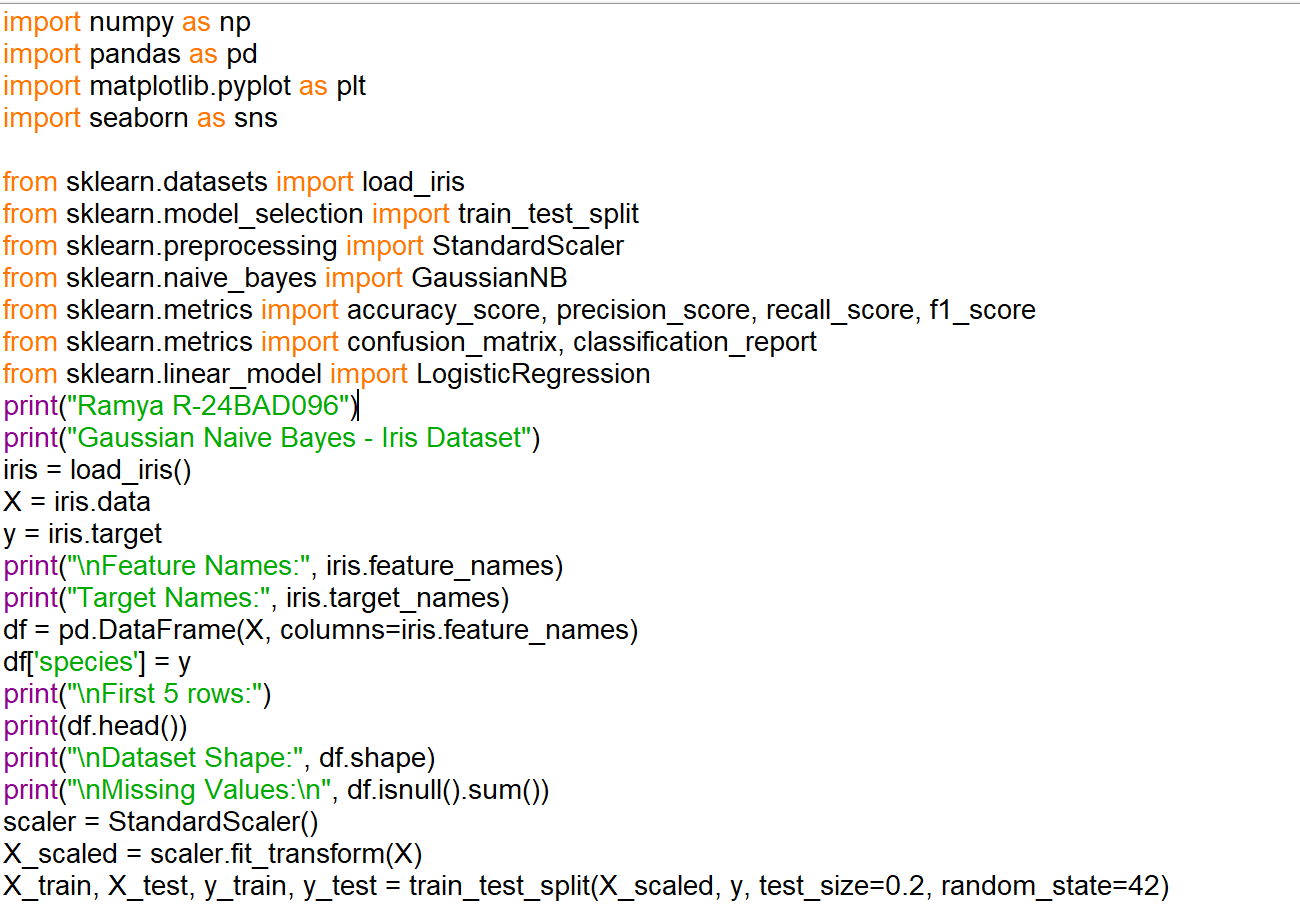 import numpy as np
import pandas as pd
import matplotlib.pyplot as plt
import seaborn as sns
from sklearn.datasets import load_iris
from sklearn.model_selection import train_test_split
from sklearn.preprocessing import StandardScaler
from sklearn.naive_bayes import GaussianNB
from sklearn.metrics import accuracy_score, precision_score, recall_score, f1_score
from sklearn.metrics import confusion_matrix, classification_report
from sklearn.linear_model import LogisticRegression
print("Ramya R-24BAD096")
print("Gaussian Naive Bayes - Iris Dataset")
iris = load_iris()
X = iris.data
y = iris.target
print("\nFeature Names:", iris.feature_names)
print("Target Names:", iris.target_names)
df = pd.DataFrame(X, columns=iris.feature_names)
df['species'] = y
print("\nFirst 5 rows:")
print(df.head())
print("\nDataset Shape:", df.shape)
print("\nMissing Values:\n", df.isnull().sum())
scaler = StandardScaler()
X_scaled = scaler.fit_transform(X)
X_train, X_test, y_train, y_test = train_test_split(X_scaled, y, test_size=0.2, random_state=42)